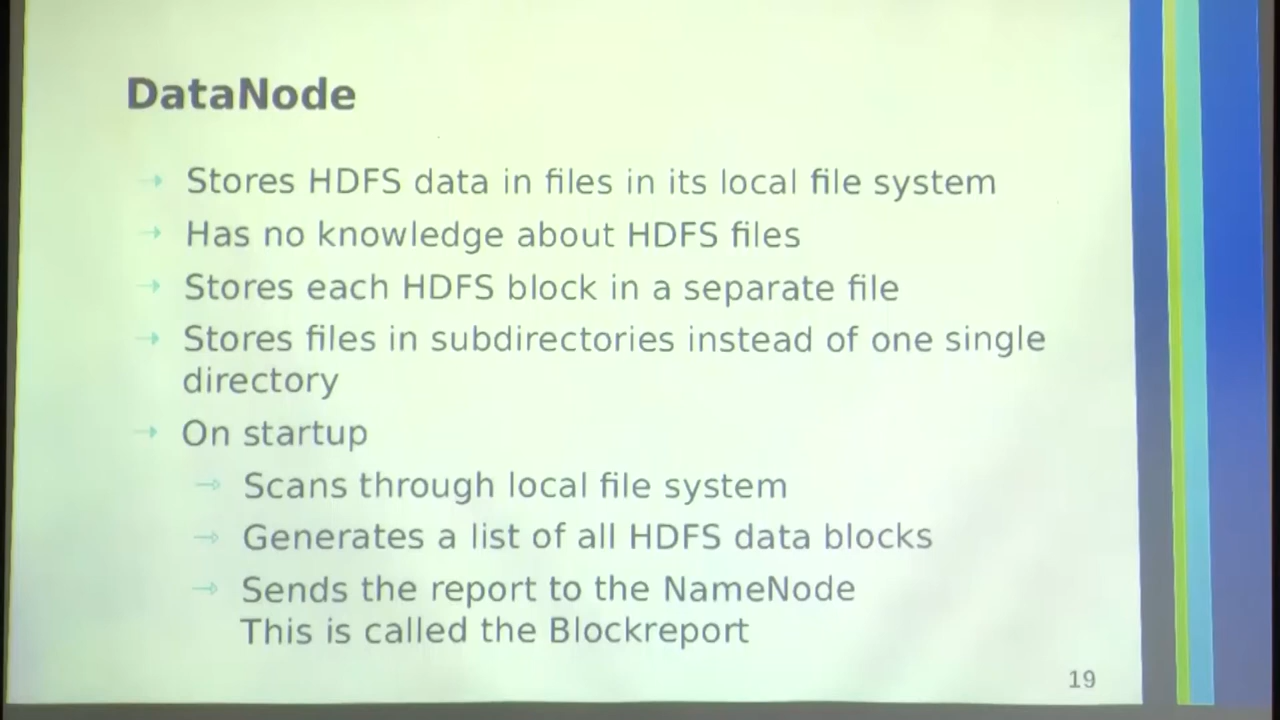 DataNode
Stores HDFS data in files in its local file system
Has no knowledge about HDFS files
Stores each HDFS block in a separate file
Stores files in subdirectories instead of one single
directory
On startup
Scans through local file system
Generates a list of all HDFS data blocks
Sends the report to the NameNode
This is called the Blockreport
19